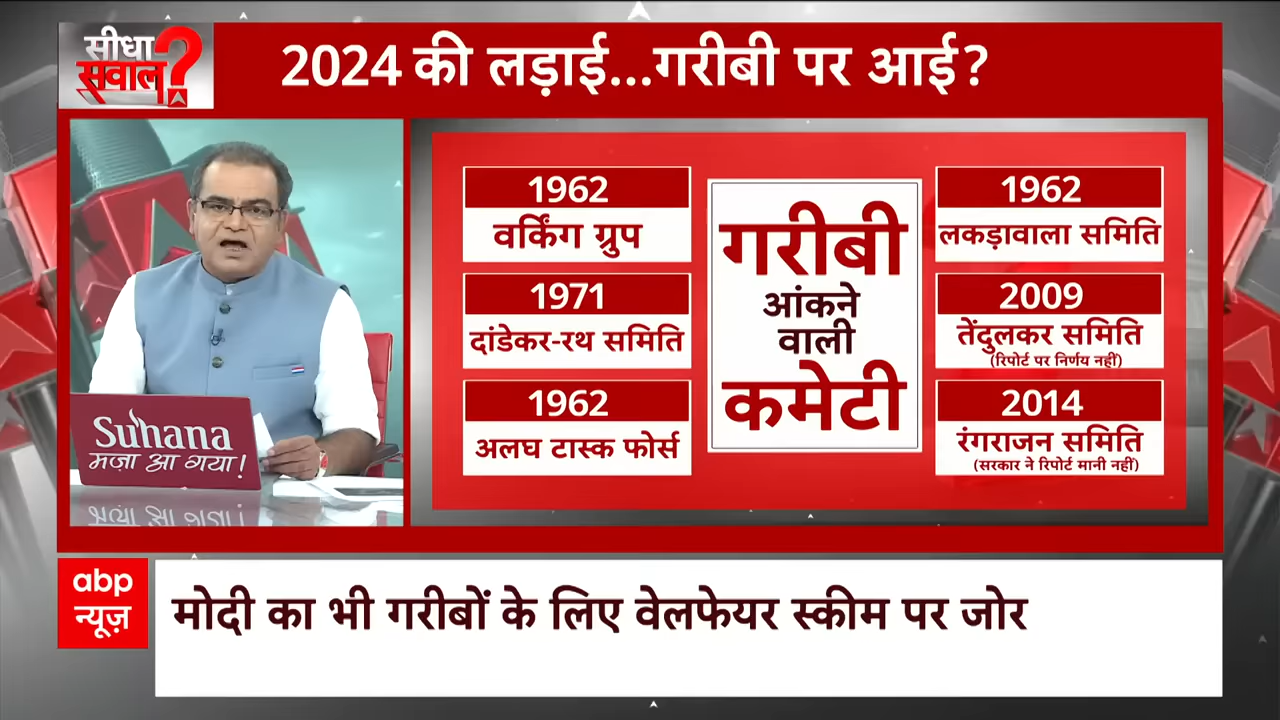 सीधा
सवाल?
2024 की लड़ाई...गरीबी पर आई?
1962
वर्किंग ग्रुप
1971
दांडेकर-रथ समिति
1962
अलघ टास्क फोर्स
गरीबी
आंकने
वाली
कमेटी
1962
लकड़ावाला समिति
2009
तेंदुलकर समिति
(रिपोर्ट पर निर्णय नहीं)
2014
रंगराजन समिति
(सरकार ने रिपोर्ट मानी नहीं)
Suhana
मज़ा आ गया!
abp
न्यूज़
मोदी का भी गरीबों के लिए वेलफेयर स्कीम पर जोर